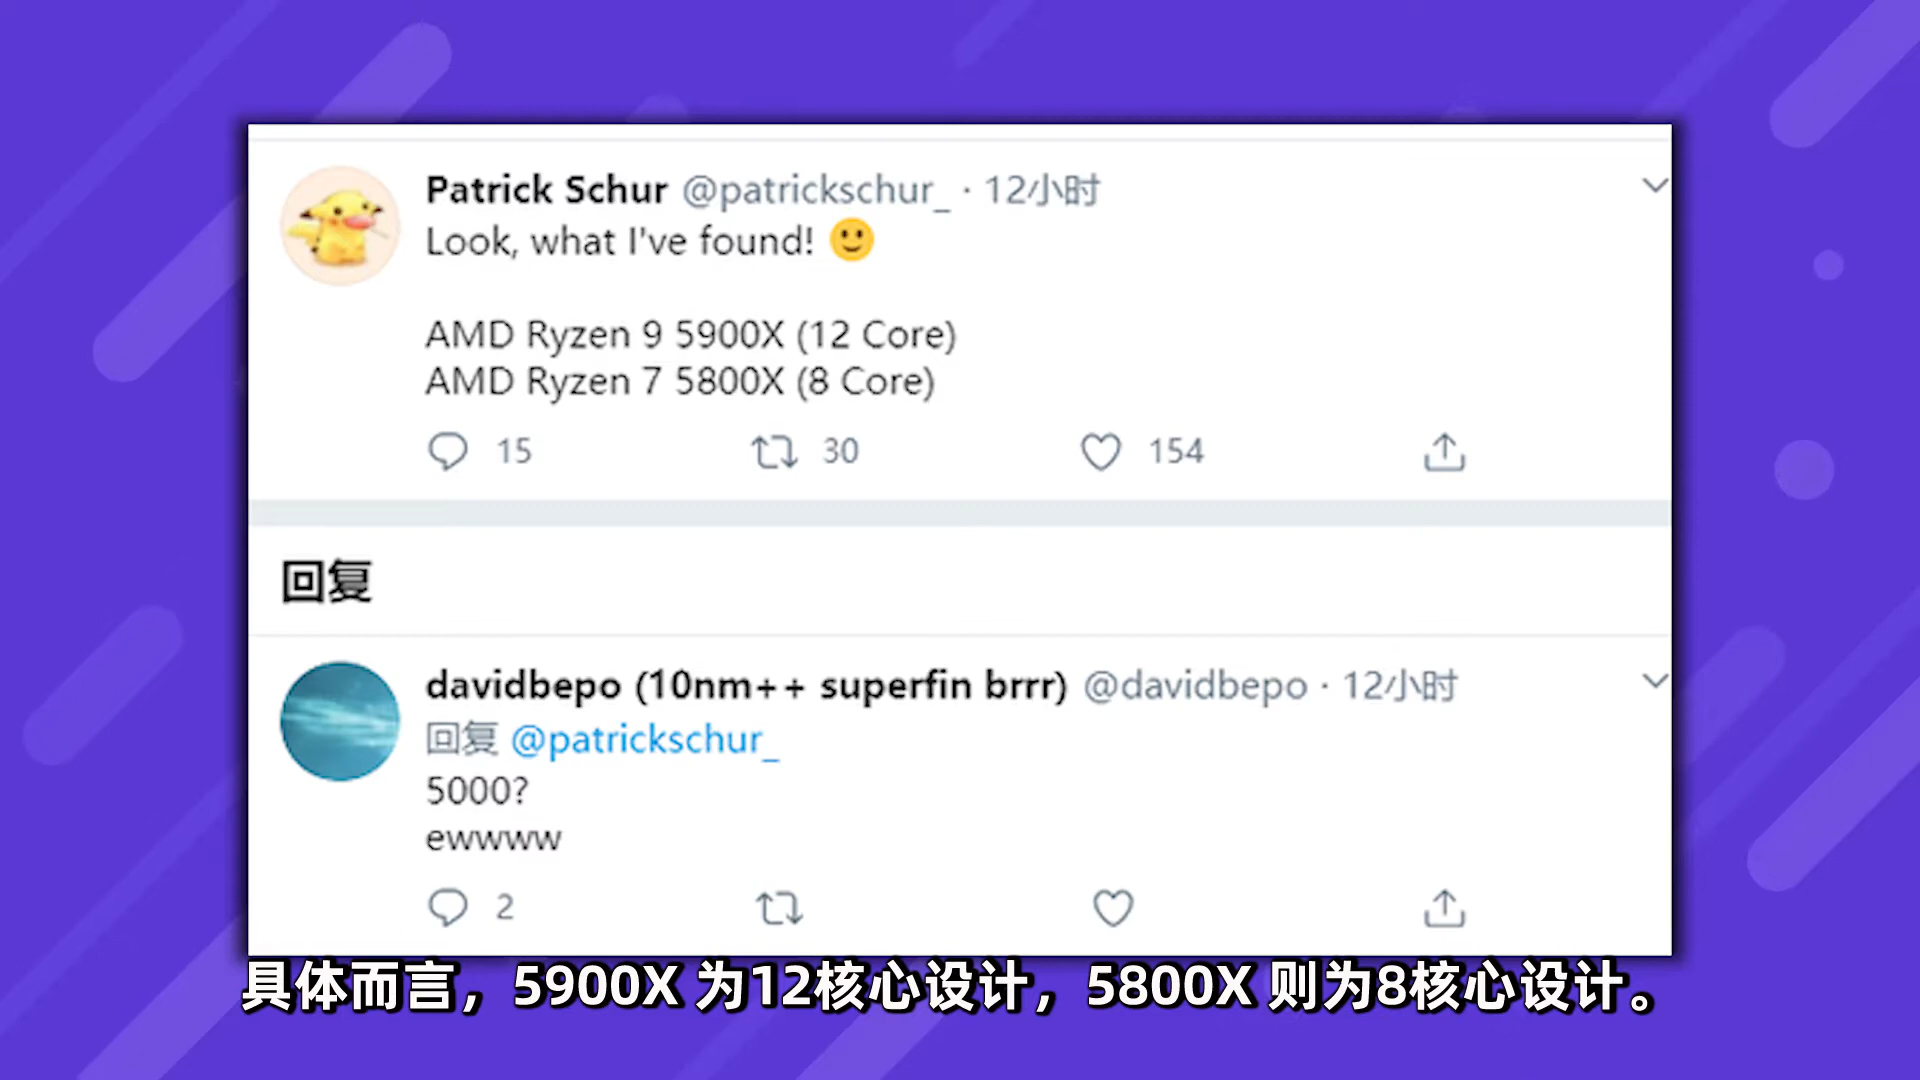 Patrick Schur @patrickschur_ · 12小时
Look, what I've found! 🙂
AMD Ryzen 9 5900X (12 Core)
AMD Ryzen 7 5800X (8 Core)
15 30 154
回复
davidbepo (10nm++ superfin brrr) @davidbepo · 12小时
回复 @patrickschur_
5000?
ewwww
2
具体而言，5900X 为12核心设计，5800X 则为8核心设计。